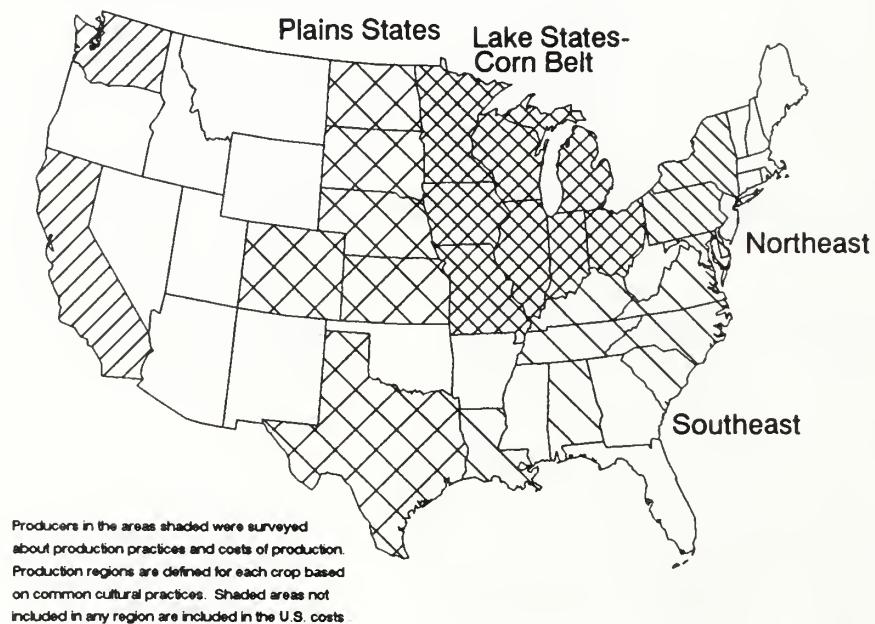 Plains States
Lake States-
Corn Belt
Northeast
Southeast
Producers in the areas shaded were surveyed
about production practices and costs of production.
Production regions are defined for each crop based
on common cultural practices. Shaded areas not
included in any region are included in the U.S. costs